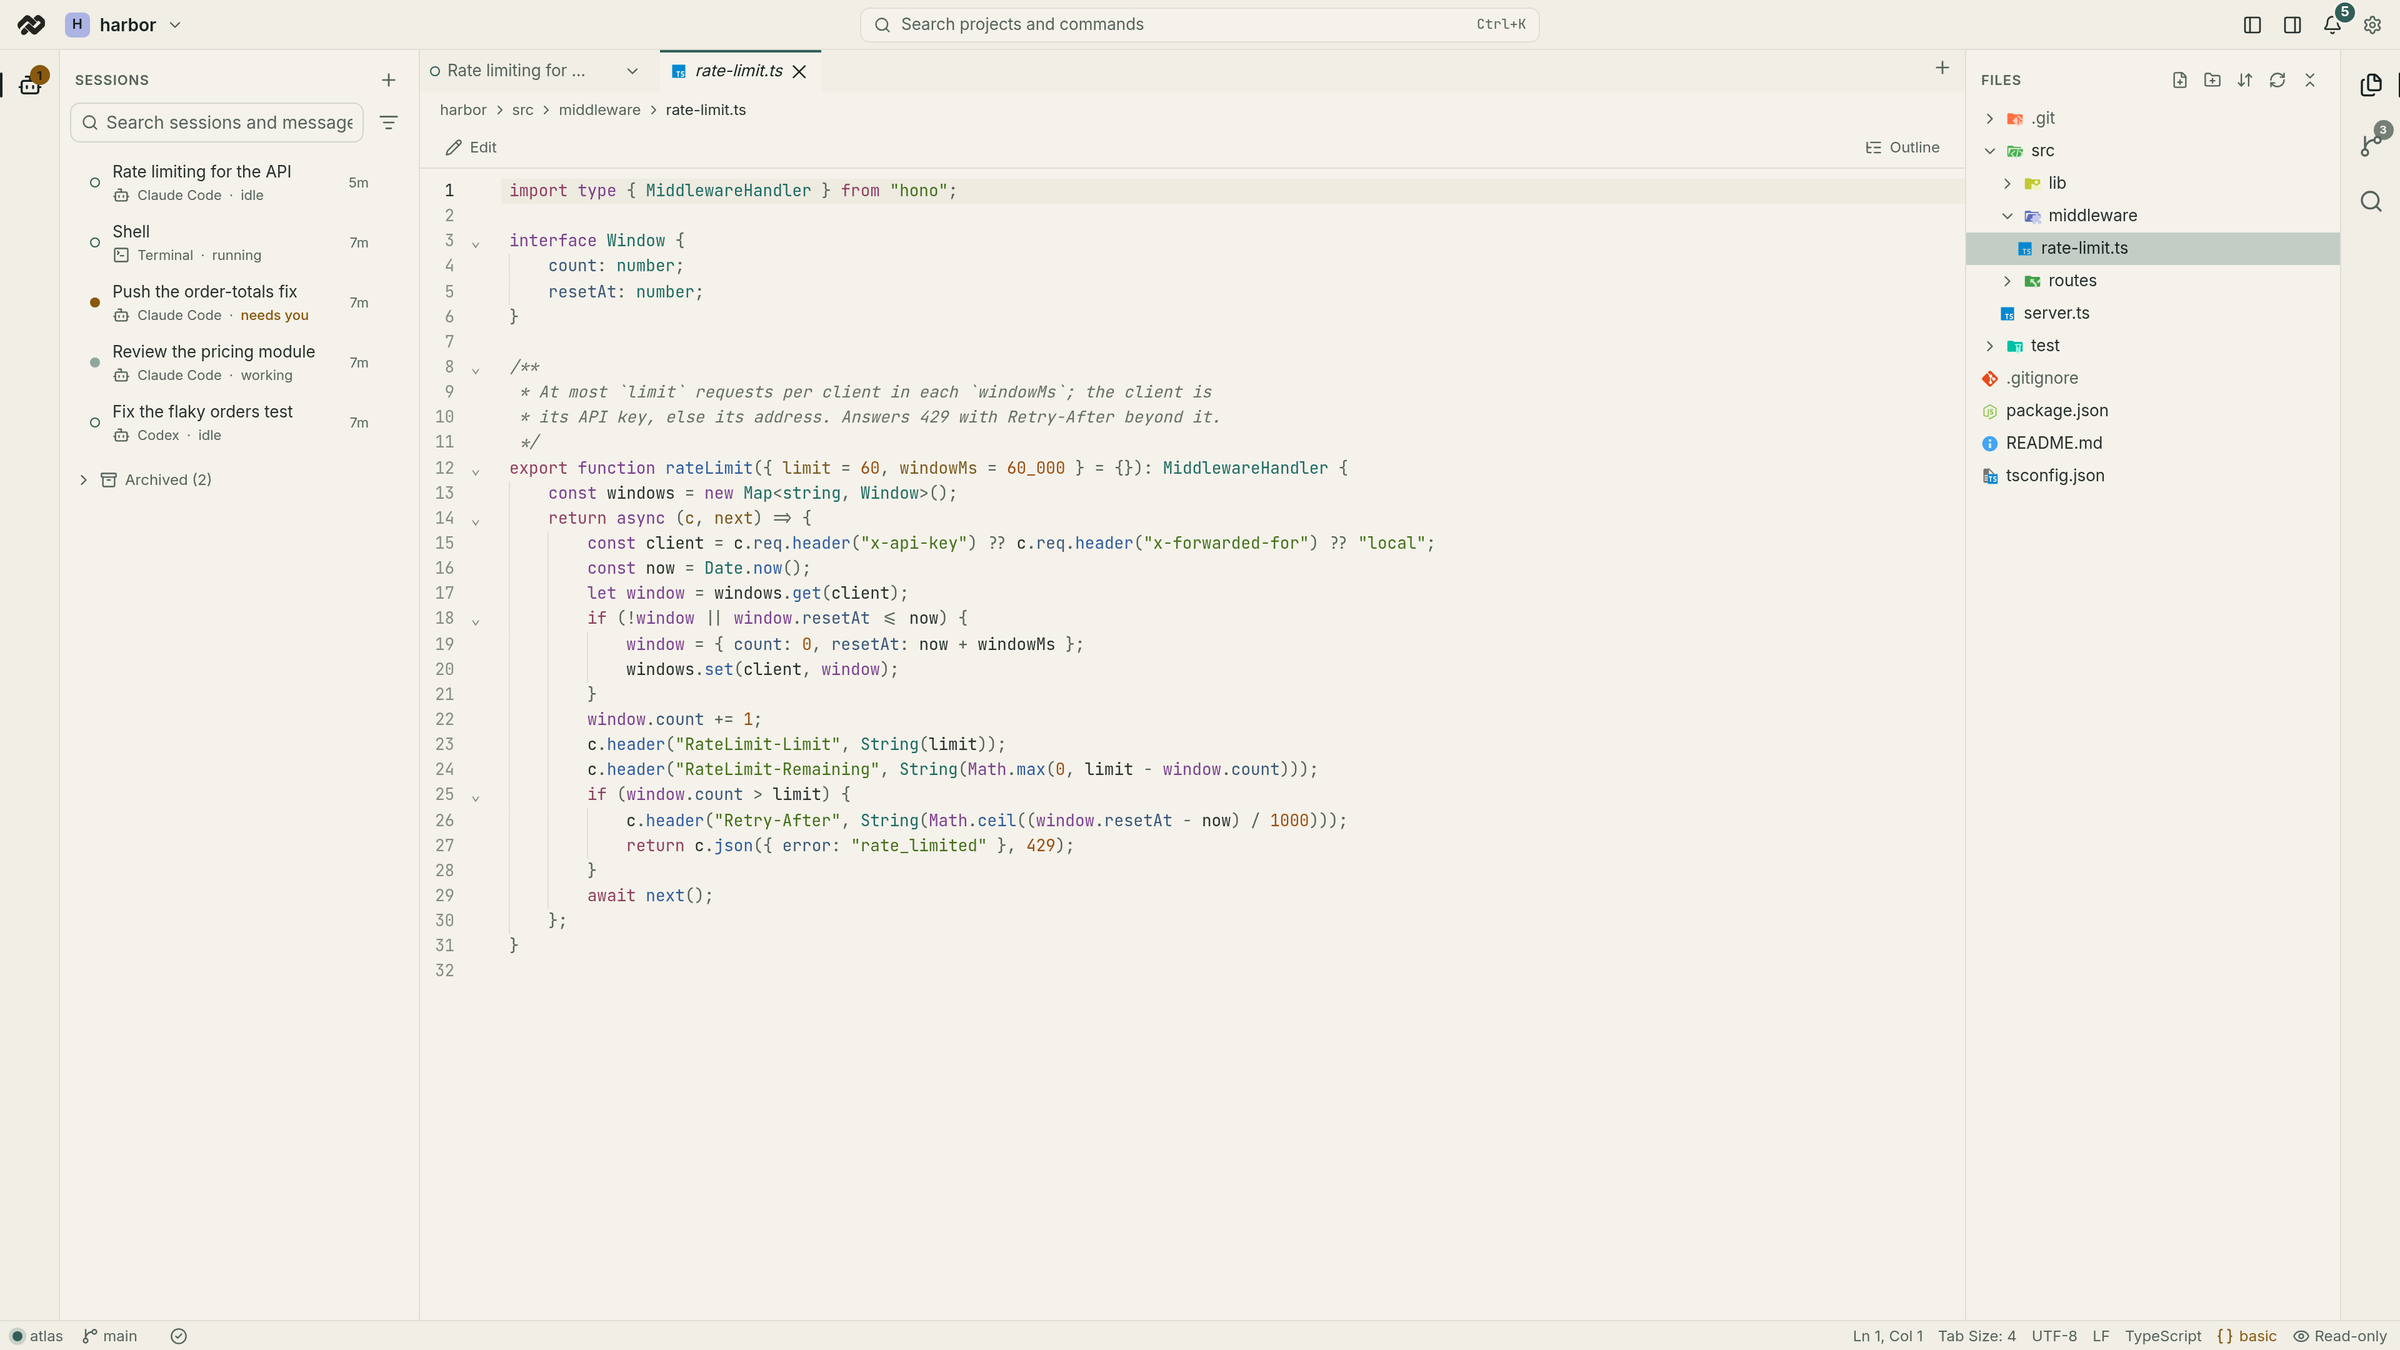 H harbor
Search projects and commands Ctrl+K
5
1
SESSIONS
Search sessions and message
Rate limiting for the API
Claude Code · idle
5m
Shell
Terminal · running
7m
Push the order-totals fix
Claude Code · needs you
7m
Review the pricing module
Claude Code · working
7m
Fix the flaky orders test
Codex · idle
7m
Archived (2)
Rate limiting for ...
rate-limit.ts
harbor > src > middleware > rate-limit.ts
Edit
Outline
1 import type { MiddlewareHandler } from "hono";
2
3 interface Window {
4     count: number;
5     resetAt: number;
6 }
7
8 /**
9  * At most `limit` requests per client in each `windowMs`; the client is
10  * its API key, else its address. Answers 429 with Retry-After beyond it.
11  */
12 export function rateLimit({ limit = 60, windowMs = 60_000 } = {}): MiddlewareHandler {
13     const windows = new Map<string, Window>();
14     return async (c, next) => {
15         const client = c.req.header("x-api-key") ?? c.req.header("x-forwarded-for") ?? "local";
16         const now = Date.now();
17         let window = windows.get(client);
18         if (!window || window.resetAt <= now) {
19             window = { count: 0, resetAt: now + windowMs };
20             windows.set(client, window);
21         }
22         window.count += 1;
23         c.header("RateLimit-Limit", String(limit));
24         c.header("RateLimit-Remaining", String(Math.max(0, limit - window.count)));
25         if (window.count > limit) {
26             c.header("Retry-After", String(Math.ceil((window.resetAt - now) / 1000)));
27             return c.json({ error: "rate_limited" }, 429);
28         }
29         await next();
30     };
31 }
32
FILES
.git
src
lib
middleware
TS rate-limit.ts
routes
TS server.ts
test
.gitignore
package.json
README.md
TS tsconfig.json
3
atlas main
Ln 1, Col 1 Tab Size: 4 UTF-8 LF TypeScript {} basic Read-only